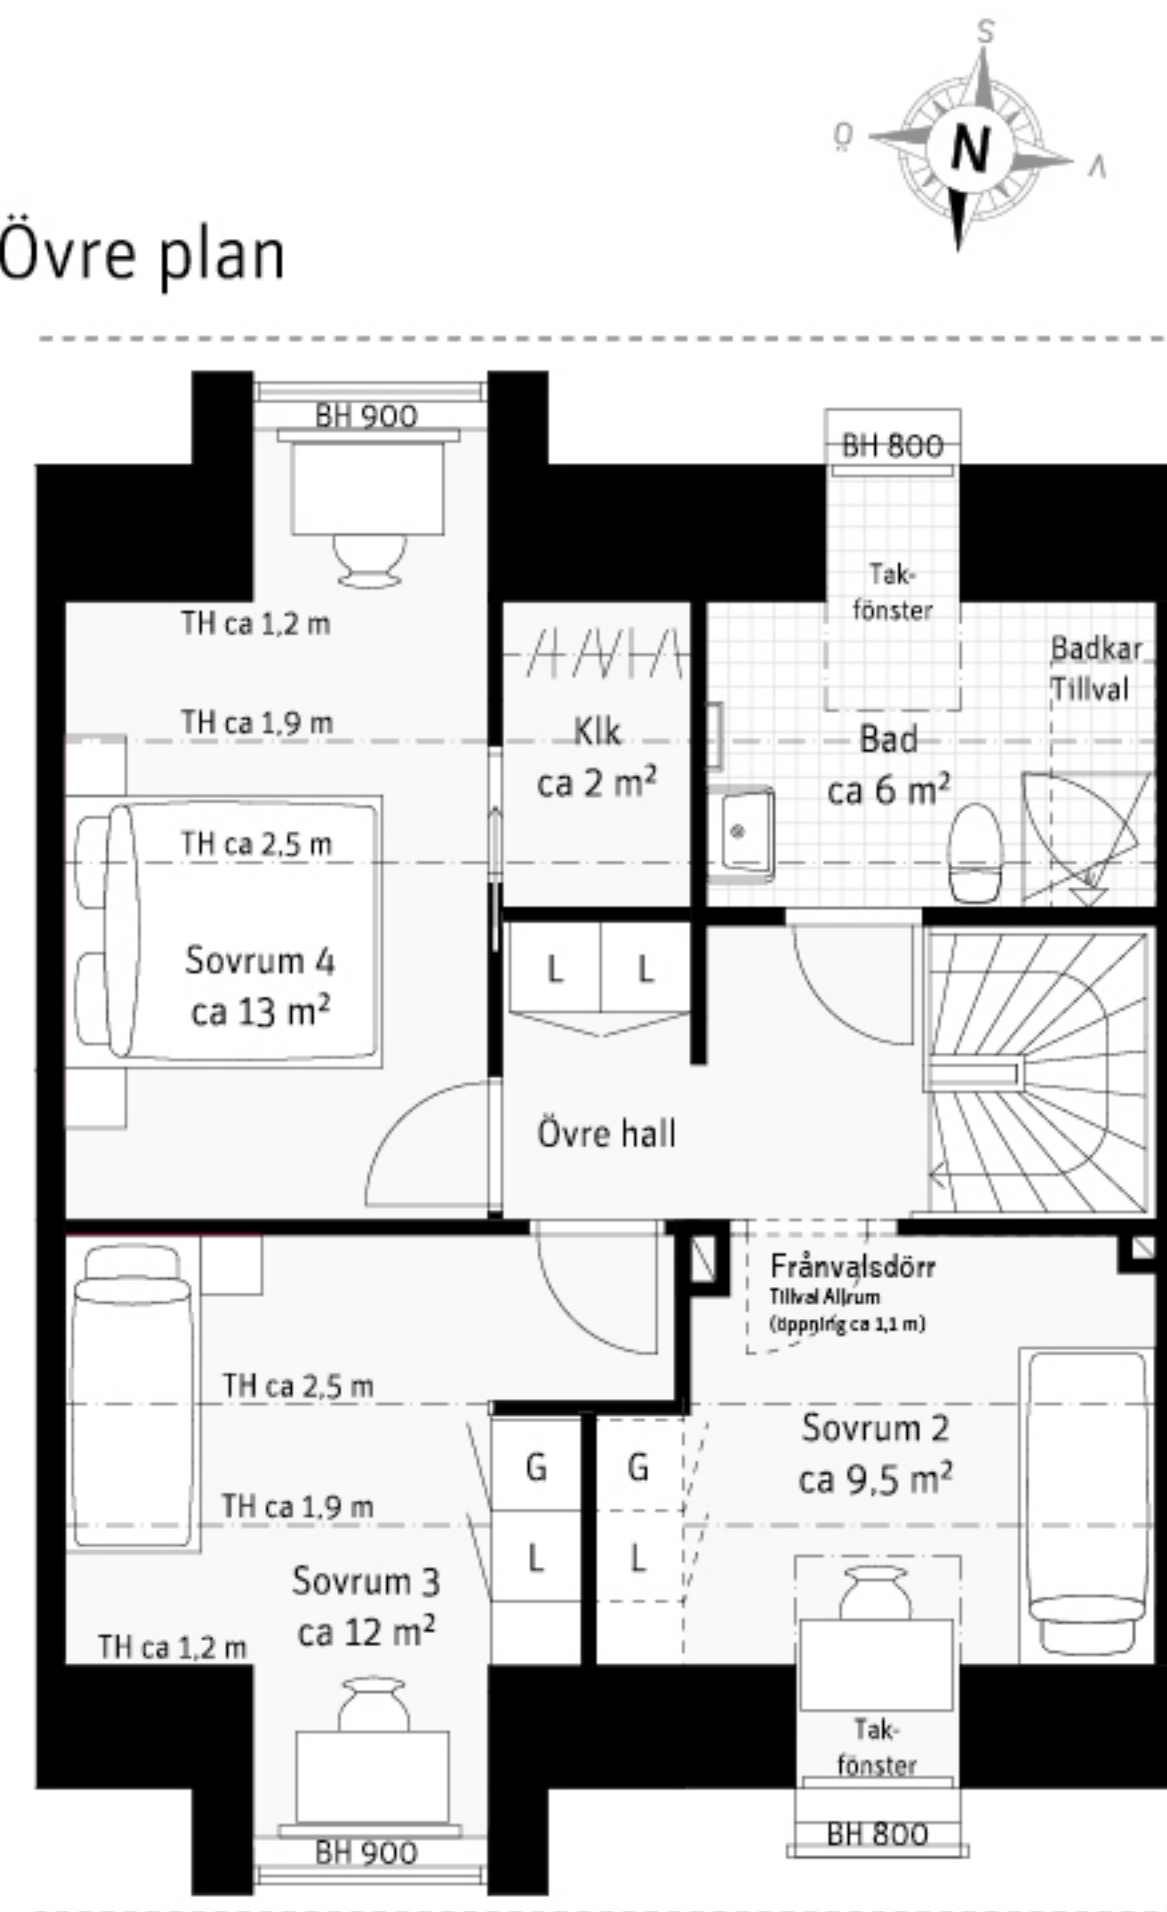 S
Ö
N
V
Övre plan
BH 900
BH 800
Tak-
fönster
TH ca 1,2 m
Badkar
Tillval
TH ca 1,9 m
Klk
ca 2 m²
Bad
ca 6 m²
TH ca 2,5 m
Sovrum 4
ca 13 m²
L
L
Övre hall
Frånvalsdörr
Tillval Allrum
(öppning ca 1,1 m)
TH ca 2,5 m
Sovrum 2
ca 9,5 m²
G
G
TH ca 1,9 m
L
L
Sovrum 3
ca 12 m²
TH ca 1,2 m
Tak-
fönster
BH 900
BH 800